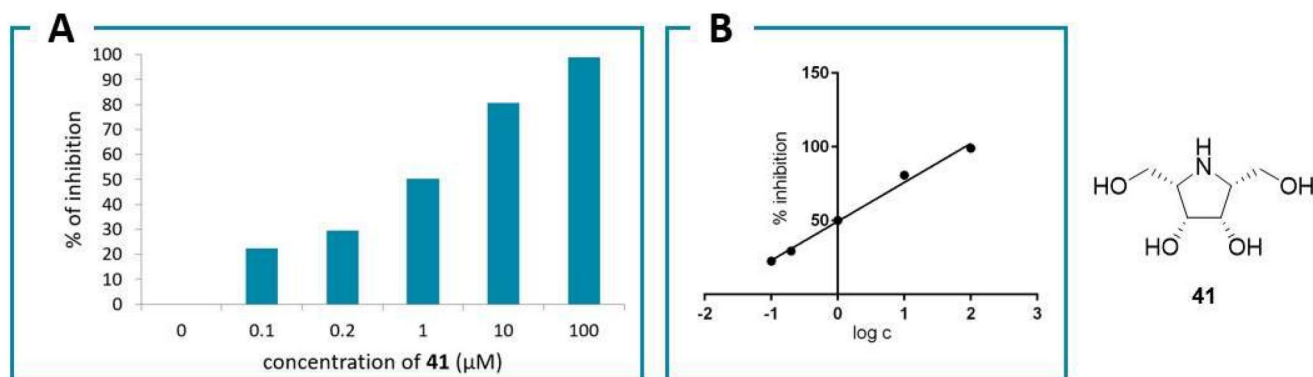 A
100
90
80
70
60
50
40
30
20
10
0
% of inhibition
0 0.1 0.2 1 10 100
concentration of 41 (μM)
B
150
100
50
% inhibition
-2 -1 0 1 2 3
log c
H
N
HO OH
HO OH
41